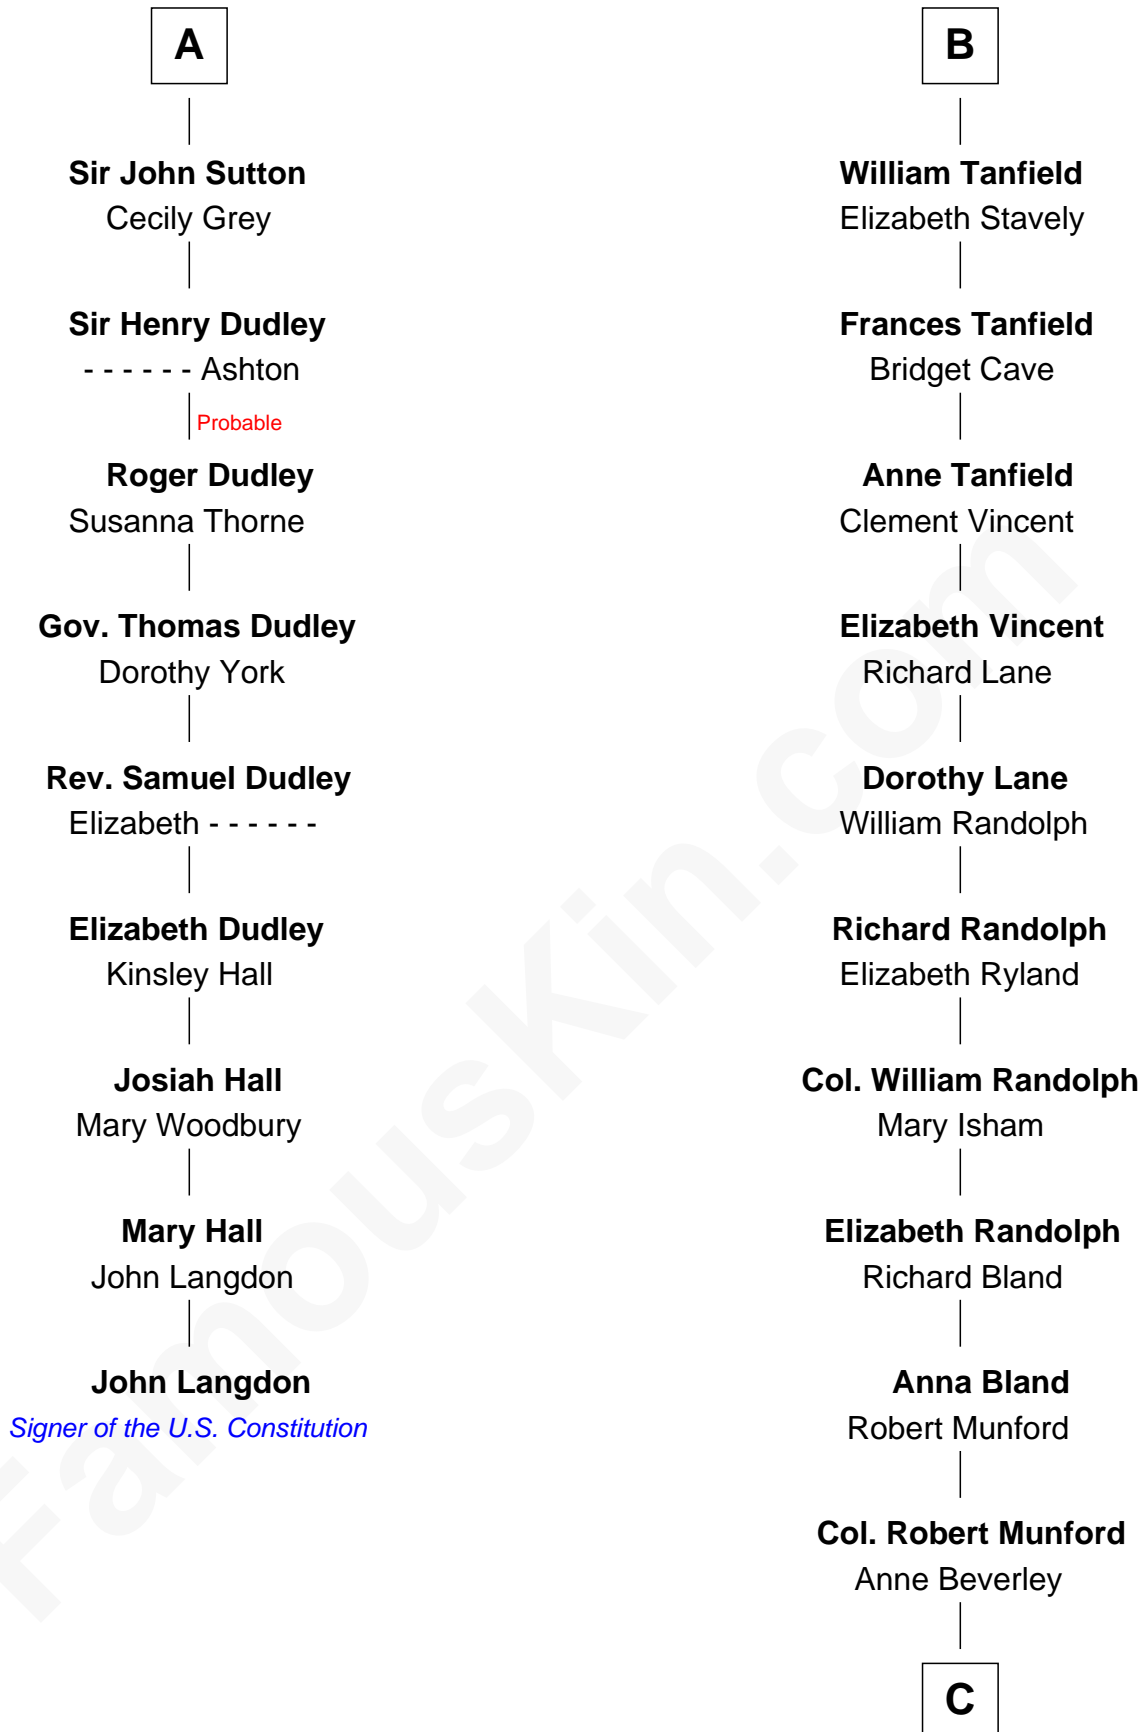 A
Sir John Sutton
Cecily Grey
Sir Henry Dudley
- - - - - - Ashton
Probable
Roger Dudley
Susanna Thorne
Gov. Thomas Dudley
Dorothy York
Rev. Samuel Dudley
Elizabeth - - - - - -
Elizabeth Dudley
Kinsley Hall
Josiah Hall
Mary Woodbury
Mary Hall
John Langdon
John Langdon
Signer of the U.S. Constitution
B
William Tanfield
Elizabeth Stavely
Frances Tanfield
Bridget Cave
Anne Tanfield
Clement Vincent
Elizabeth Vincent
Richard Lane
Dorothy Lane
William Randolph
Richard Randolph
Elizabeth Ryland
Col. William Randolph
Mary Isham
Elizabeth Randolph
Richard Bland
Anna Bland
Robert Munford
Col. Robert Munford
Anne Beverley
C
FamousKin.com